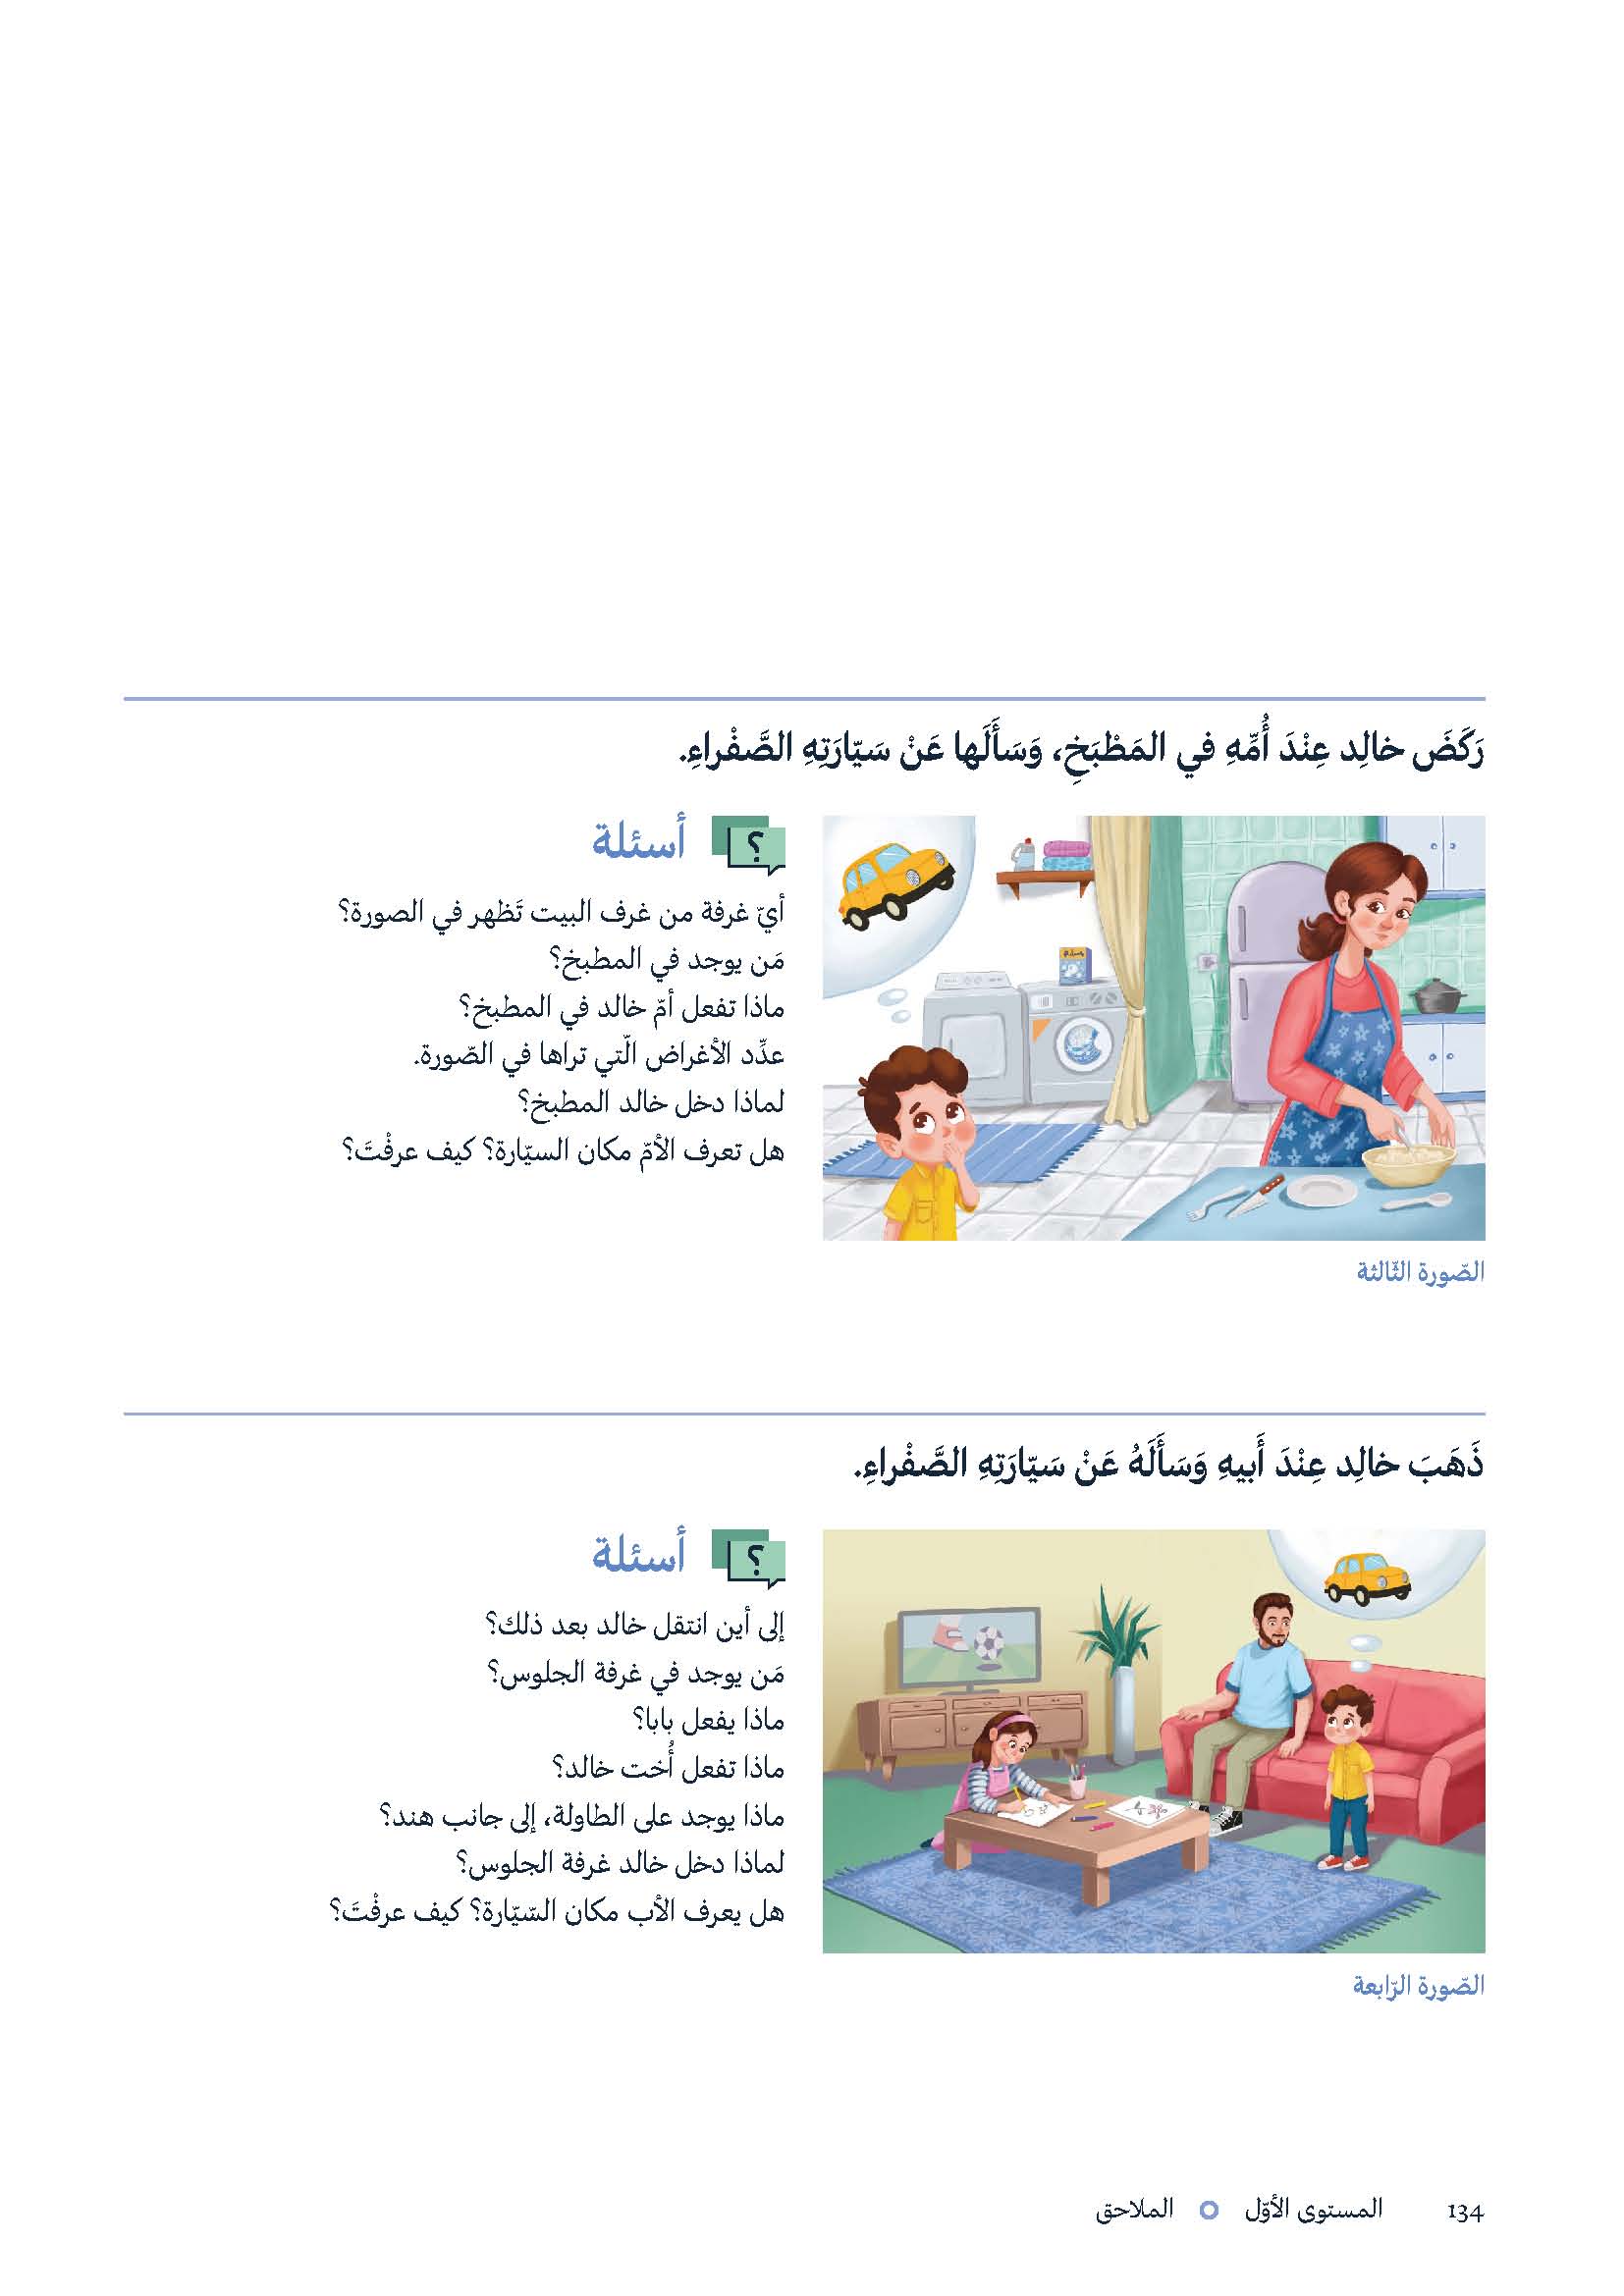 رَكَضَ خالِد عِنْدَ أُمِّهِ في المَطْبَخِ، وَسَأَلَها عَنْ سَيّارَتِهِ الصَّفْراءِ.
؟ أسئلة
أيّ غرفة من غرف البيت تَظهر في الصورة؟
مَن يوجد في المطبخ؟
ماذا تفعل أمّ خالد في المطبخ؟
عدِّد الأغراض الّتي تراها في الصّورة.
لماذا دخل خالد المطبخ؟
هل تعرف الأمّ مكان السيّارة؟ كيف عرفْتَ؟
الصّورة الثّالثة
ذَهَبَ خالِد عِنْدَ أَبيهِ وَسَأَلَهُ عَنْ سَيّارَتِهِ الصَّفْراءِ.
؟ أسئلة
إلى أين انتقل خالد بعد ذلك؟
مَن يوجد في غرفة الجلوس؟
ماذا يفعل بابا؟
ماذا تفعل أُخت خالد؟
ماذا يوجد على الطاولة، إلى جانب هند؟
لماذا دخل خالد غرفة الجلوس؟
هل يعرف الأب مكان السّيّارة؟ كيف عرفْتَ؟
الصّورة الرّابعة
134 المستوى الأوّل الملاحق